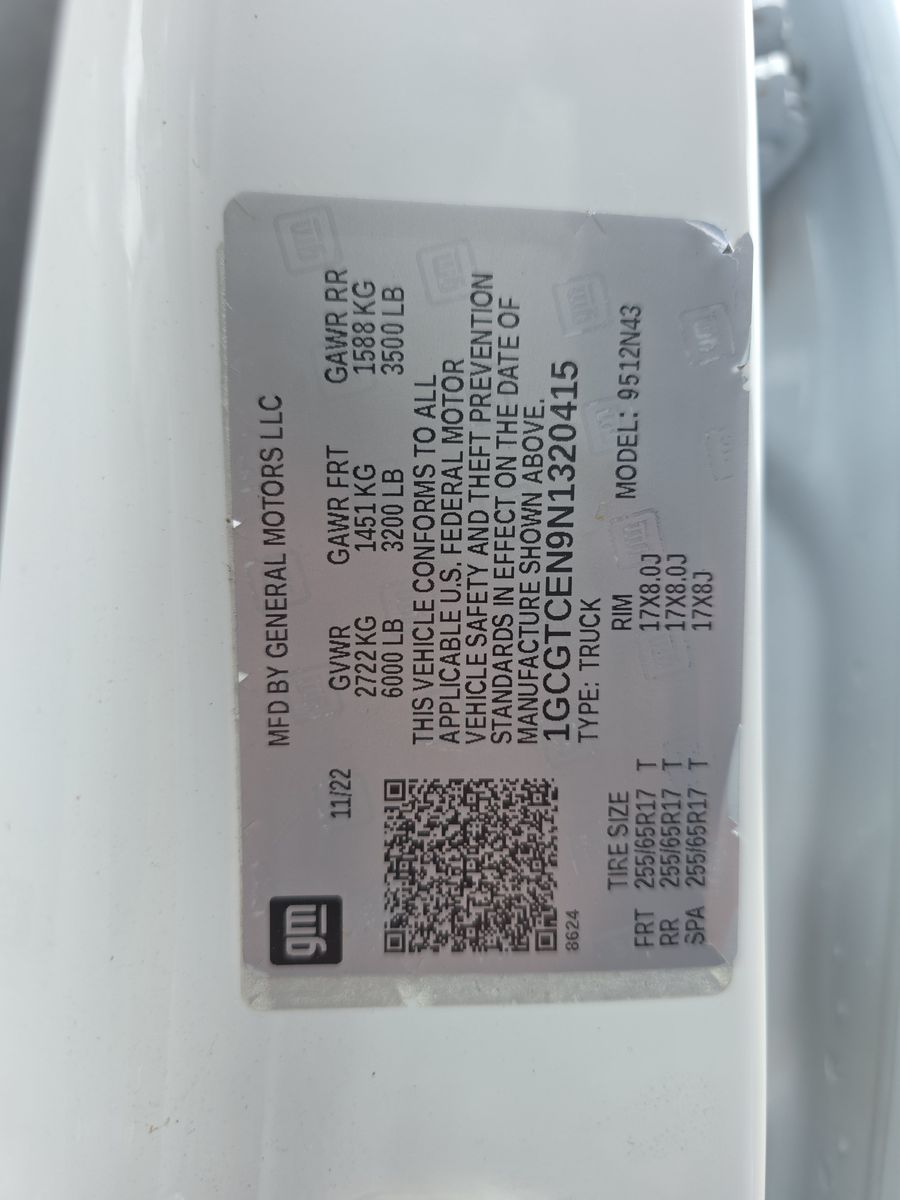 gm
MFD BY GENERAL MOTORS LLC
11/22
GVWR GAWR FRT GAWR RR
2722 KG 1451 KG 1588 KG
6000 LB 3200 LB 3500 LB
THIS VEHICLE CONFORMS TO ALL
APPLICABLE U.S. FEDERAL MOTOR
VEHICLE SAFETY AND THEFT PREVENTION
STANDARDS IN EFFECT ON THE DATE OF
MANUFACTURE SHOWN ABOVE.
1GCGTCEN9N1320415
8624
TYPE: TRUCK
TIRE SIZE RIM MODEL: 9512N43
FRT 255/65R17 T 17X8.0J
RR 255/65R17 T 17X8.0J
SPA 255/65R17 T 17X8J